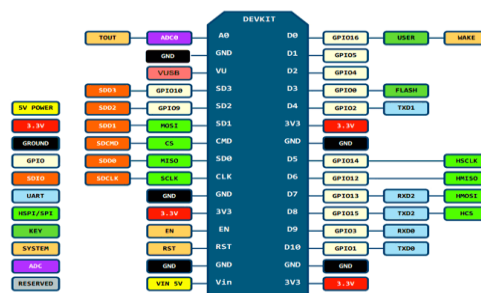 DEVKIT
TOUT ADC0 A0 D0 GPIO16 USER WAKE
GND GND D1 GPIO5
VUSB VU D2 GPIO4
SDD3 GPIO10 SD3 D3 GPIO0 FLASH
5V POWER SDD2 GPIO9 SD2 D4 GPIO2 TXD1
3.3V SDD1 MOSI SD1 3V3 3.3V
GROUND SDCMD CS CMD GND GND
GPIO SDD0 MISO SD0 D5 GPIO14 HSCLK
SDIO SDCLK SCLK CLK D6 GPIO12 HMISO
UART GND GND D7 GPIO13 RXD2 HMOSI
HSPI/SPI 3.3V 3V3 D8 GPIO15 TXD2 HCS
KEY EN EN D9 GPIO3 RXD0
SYSTEM RST RST D10 GPIO1 TXD0
ADC GND GND GND GND
RESERVED VIN 5V Vin 3V3 3.3V